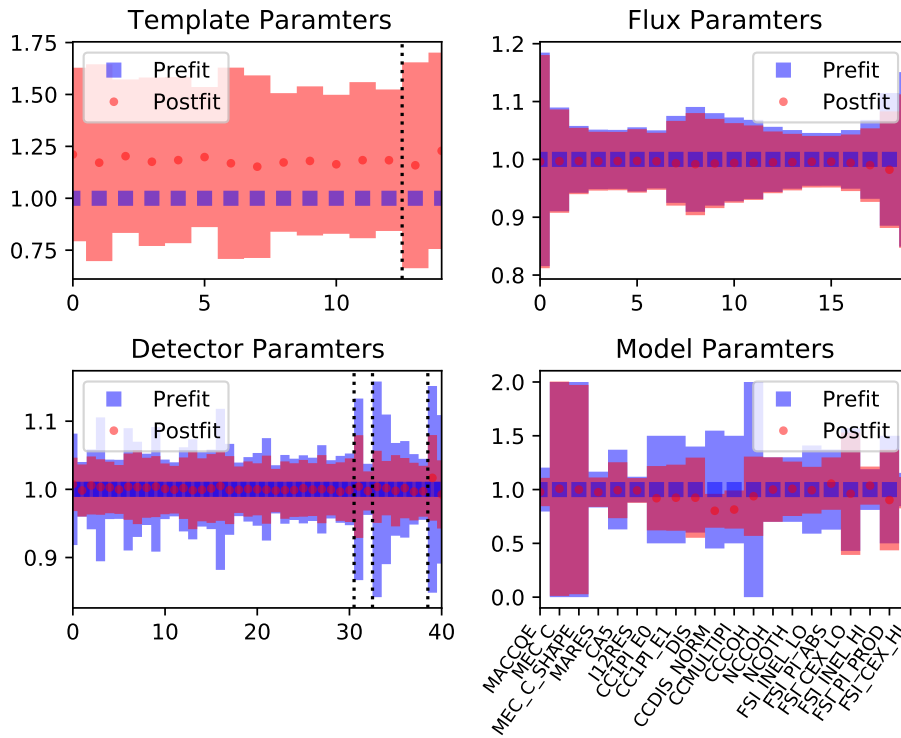 Template Paramters
Flux Paramters
1.75
1.50
1.25
1.00
0.75
Prefit
Postfit
0
5
10
1.2
1.1
1.0
0.9
0.8
Prefit
Postfit
0
5
10
15
Detector Paramters
Model Paramters
1.1
1.0
0.9
Prefit
Postfit
0
10
20
30
40
2.0
1.5
1.0
0.5
0.0
Prefit
Postfit
MACCQE
MEC_C
MEC_C_SHAPE
MARES
CA5
I12RES
CC1PI_E0
CC1PI_E1
CC_DIS
CCDIS_NORM
CCMULTIPI
CCCOH
NCCOH
NCOTH
FSI_INEL_LO
FSI_PI_ABS
FSI_CEX_LO
FSI_INEL_HI
FSI_PI_PROD
FSI_CEX_HI